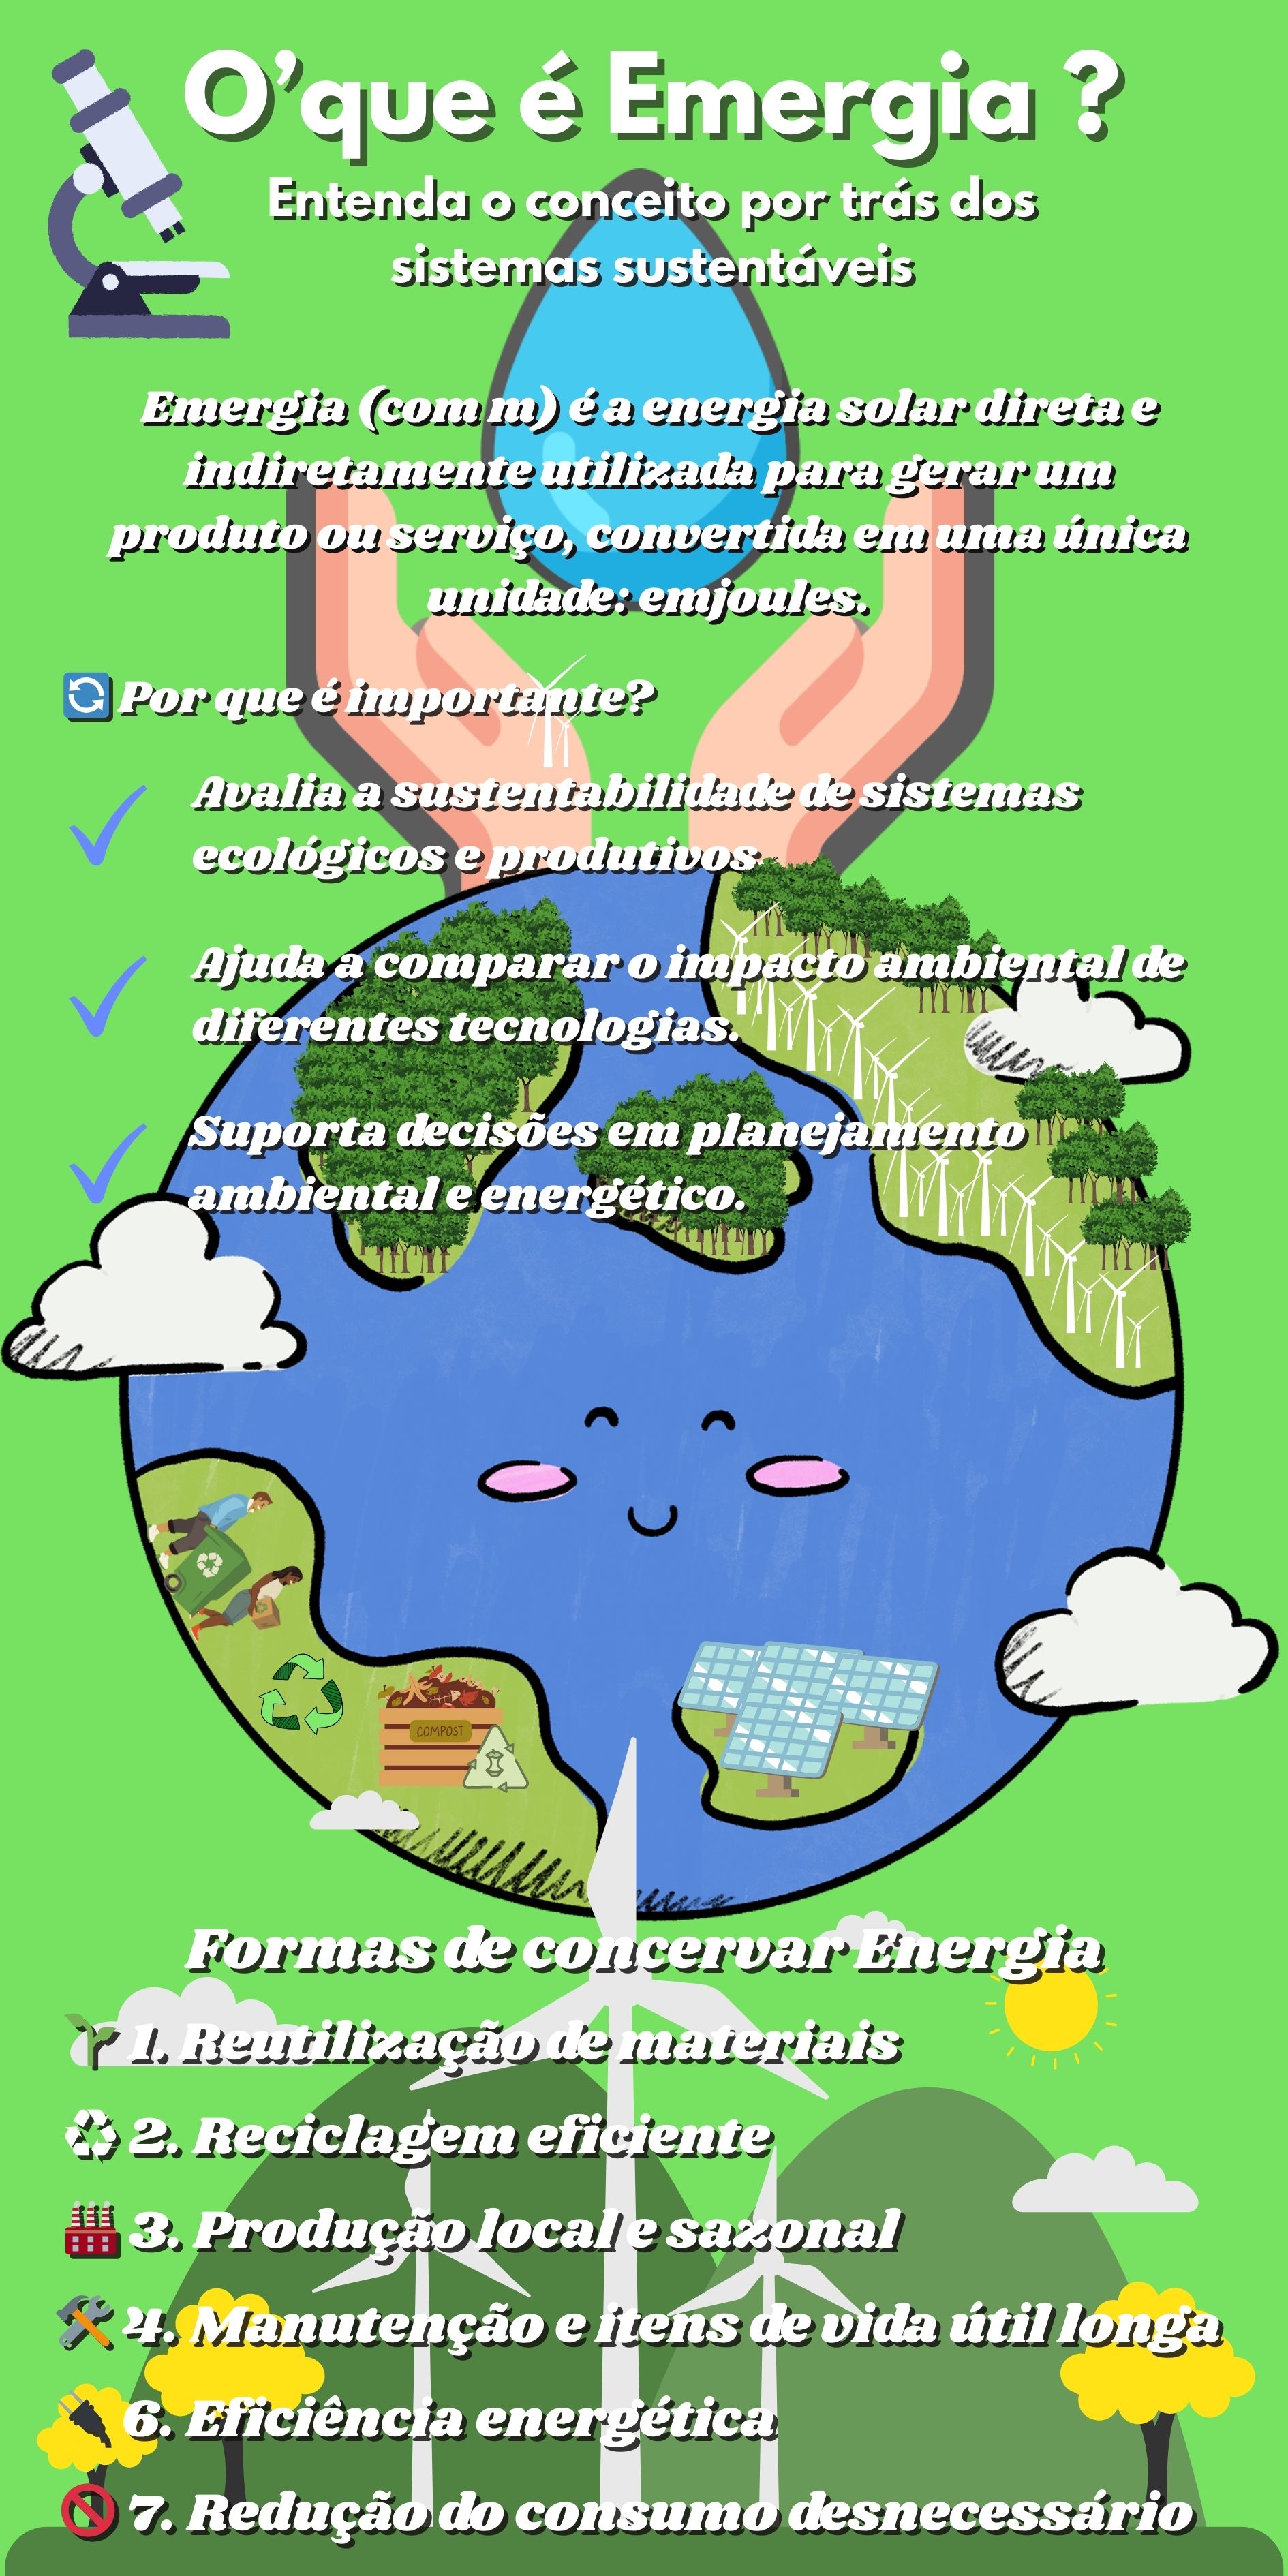 O'que é Emergia ?
Entenda o conceito por trás dos
sistemas sustentáveis
Emergia (com m) é a energia solar direta e
indiretamente utilizada para gerar um
produto ou serviço, convertida em uma única
unidade: emjoules.
Por que é importante?
Avalia a sustentabilidade de sistemas
ecológicos e produtivos.
Ajuda a comparar o impacto ambiental de
diferentes tecnologias.
Suporta decisões em planejamento
ambiental e energético.
COMPOST
Formas de concervar Energia
1. Reutilização de materiais
2. Reciclagem eficiente
3. Produção local e sazonal
4. Manutenção e itens de vida útil longa
6. Eficiência energética
7. Redução do consumo desnecessário